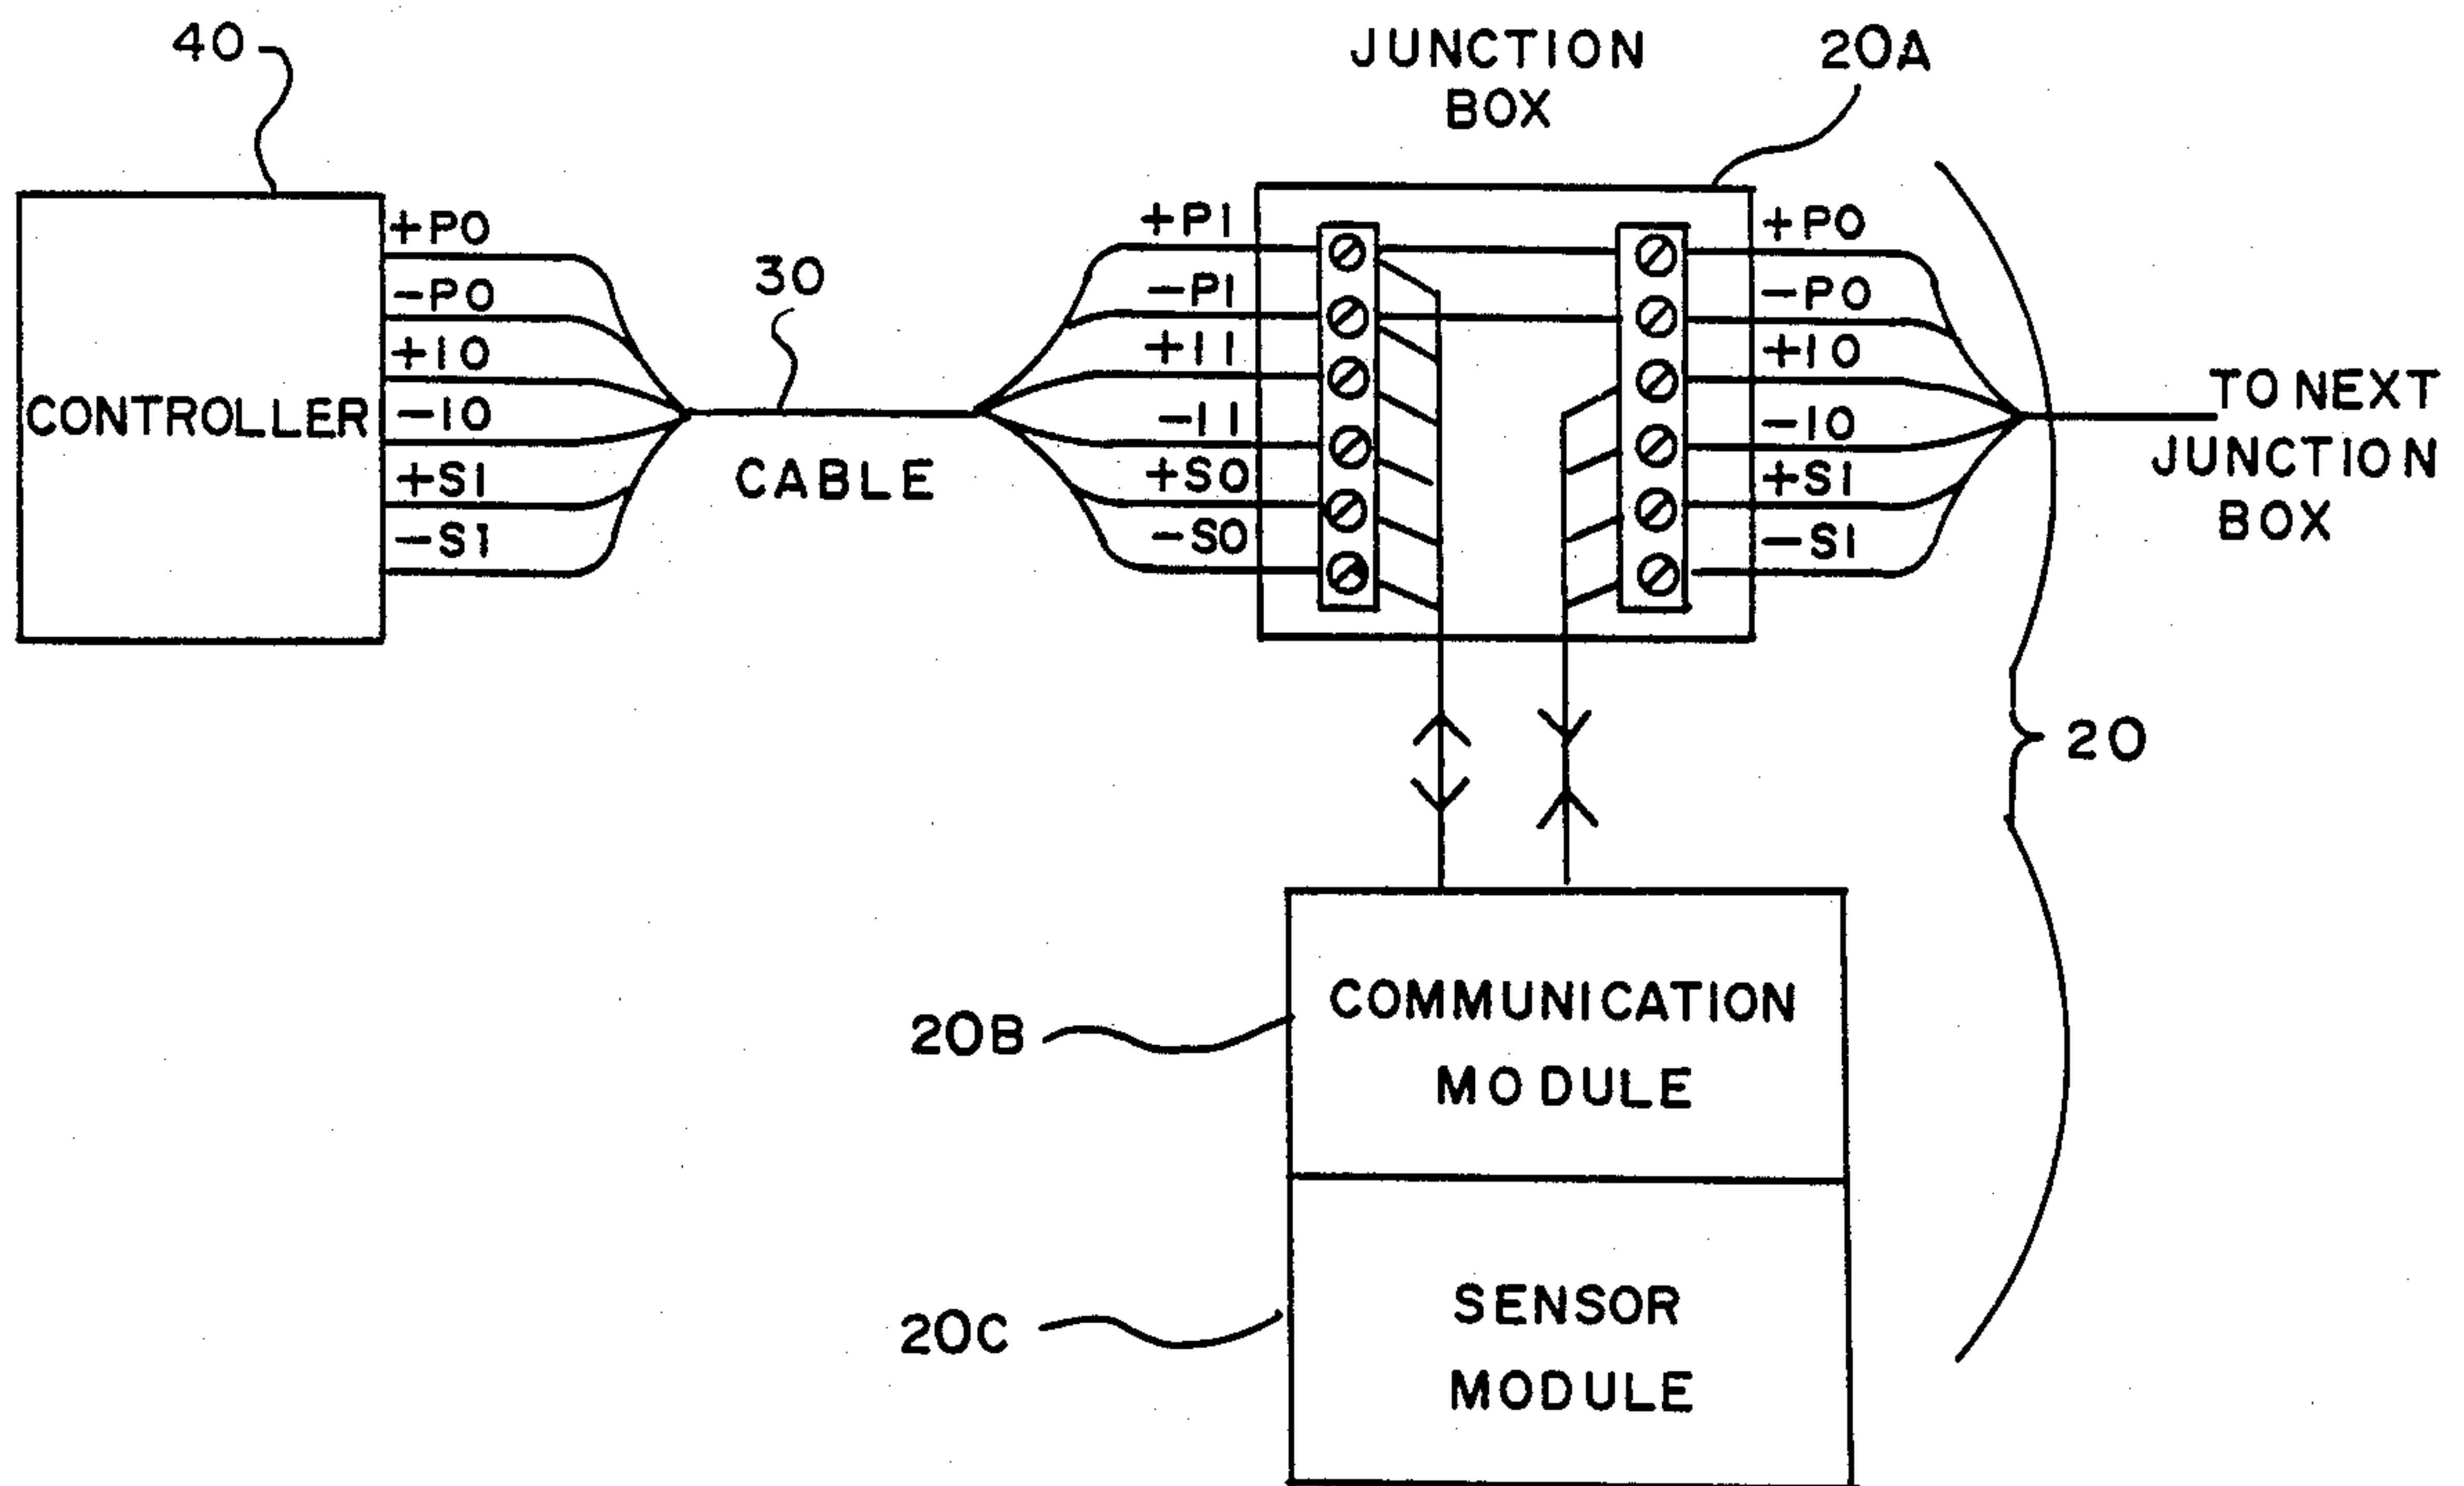 40
JUNCTION
BOX
20A
+PO
-PO
+IO
-IO
+SI
-SI
CONTROLLER
30
CABLE
+PI
-PI
+II
-II
+SO
-SO
+PO
-PO
+IO
-IO
+SI
-SI
TO NEXT
JUNCTION
BOX
20
20B
COMMUNICATION
MODULE
20C
SENSOR
MODULE